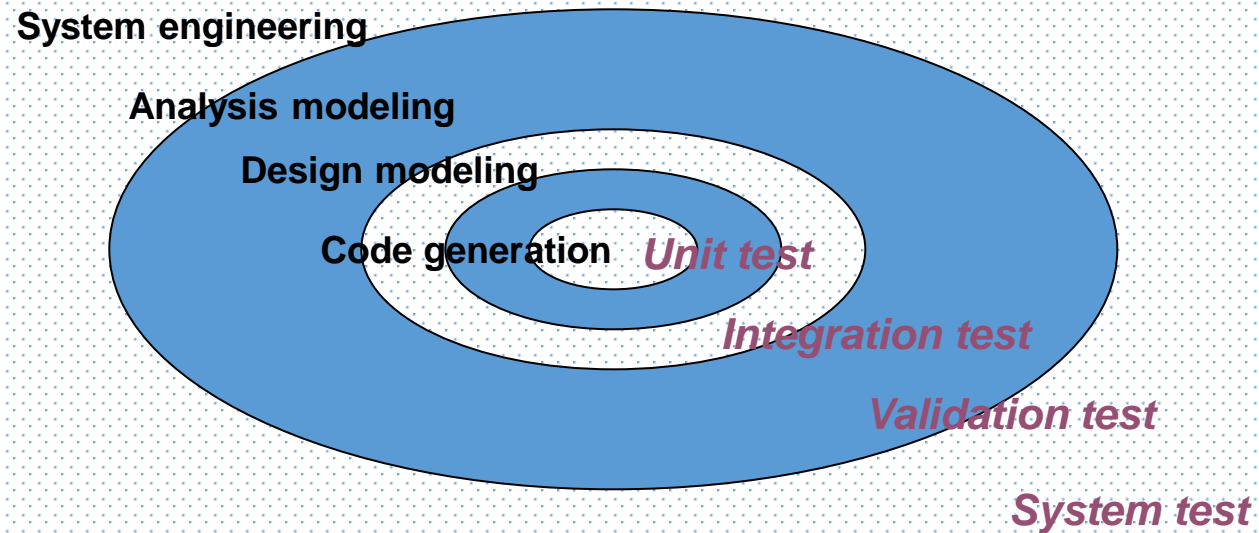 System engineering
Analysis modeling
Design modeling
Code generation
Unit test
Integration test
Validation test
System test